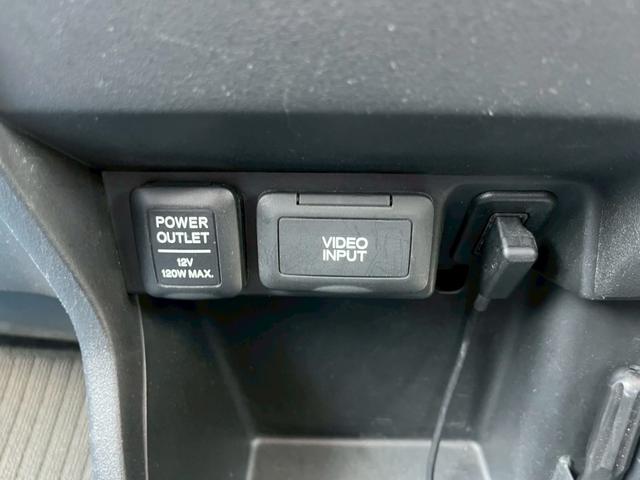 POWER
OUTLET
12V
120W MAX.
VIDEO
INPUT